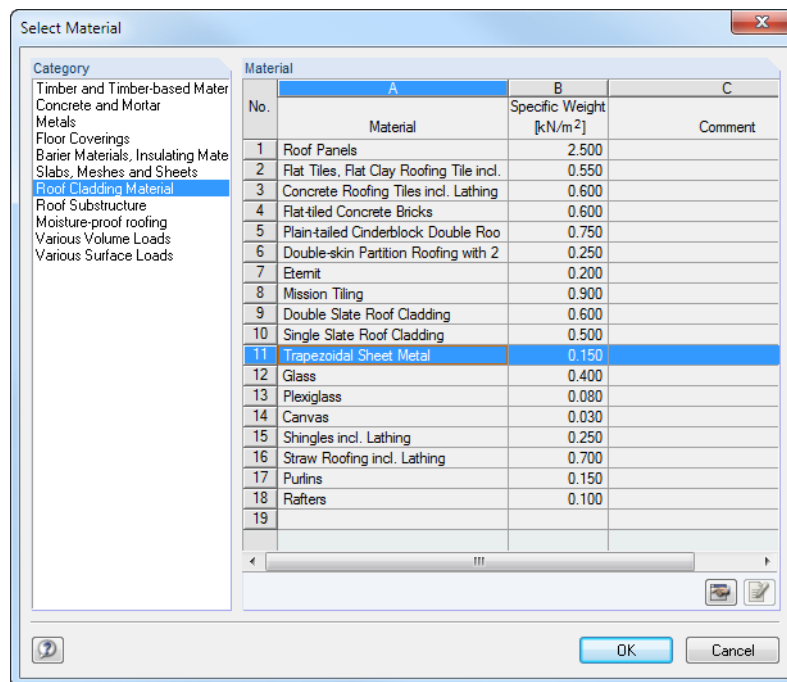 Select Material
Category
Timber and Timber-based Mater
Concrete and Mortar
Metals
Floor Coverings
Barier Materials, Insulating Mate
Slabs, Meshes and Sheets
Roof Cladding Material
Roof Substructure
Moisture-proof roofing
Various Volume Loads
Various Surface Loads
Material
A B C
No. Material Specific Weight [kN/m²] Comment
1 Roof Panels 2.500
2 Flat Tiles, Flat Clay Roofing Tile incl. 0.550
3 Concrete Roofing Tiles incl. Lathing 0.600
4 Flat-tiled Concrete Bricks 0.600
5 Plain-tailed Cinderblock Double Roo 0.750
6 Double-skin Partition Roofing with 2 0.250
7 Eternit 0.200
8 Mission Tiling 0.900
9 Double Slate Roof Cladding 0.600
10 Single Slate Roof Cladding 0.500
11 Trapezoidal Sheet Metal 0.150
12 Glass 0.400
13 Plexiglass 0.080
14 Canvas 0.030
15 Shingles incl. Lathing 0.250
16 Straw Roofing incl. Lathing 0.700
17 Purlins 0.150
18 Rafters 0.100
19
OK Cancel